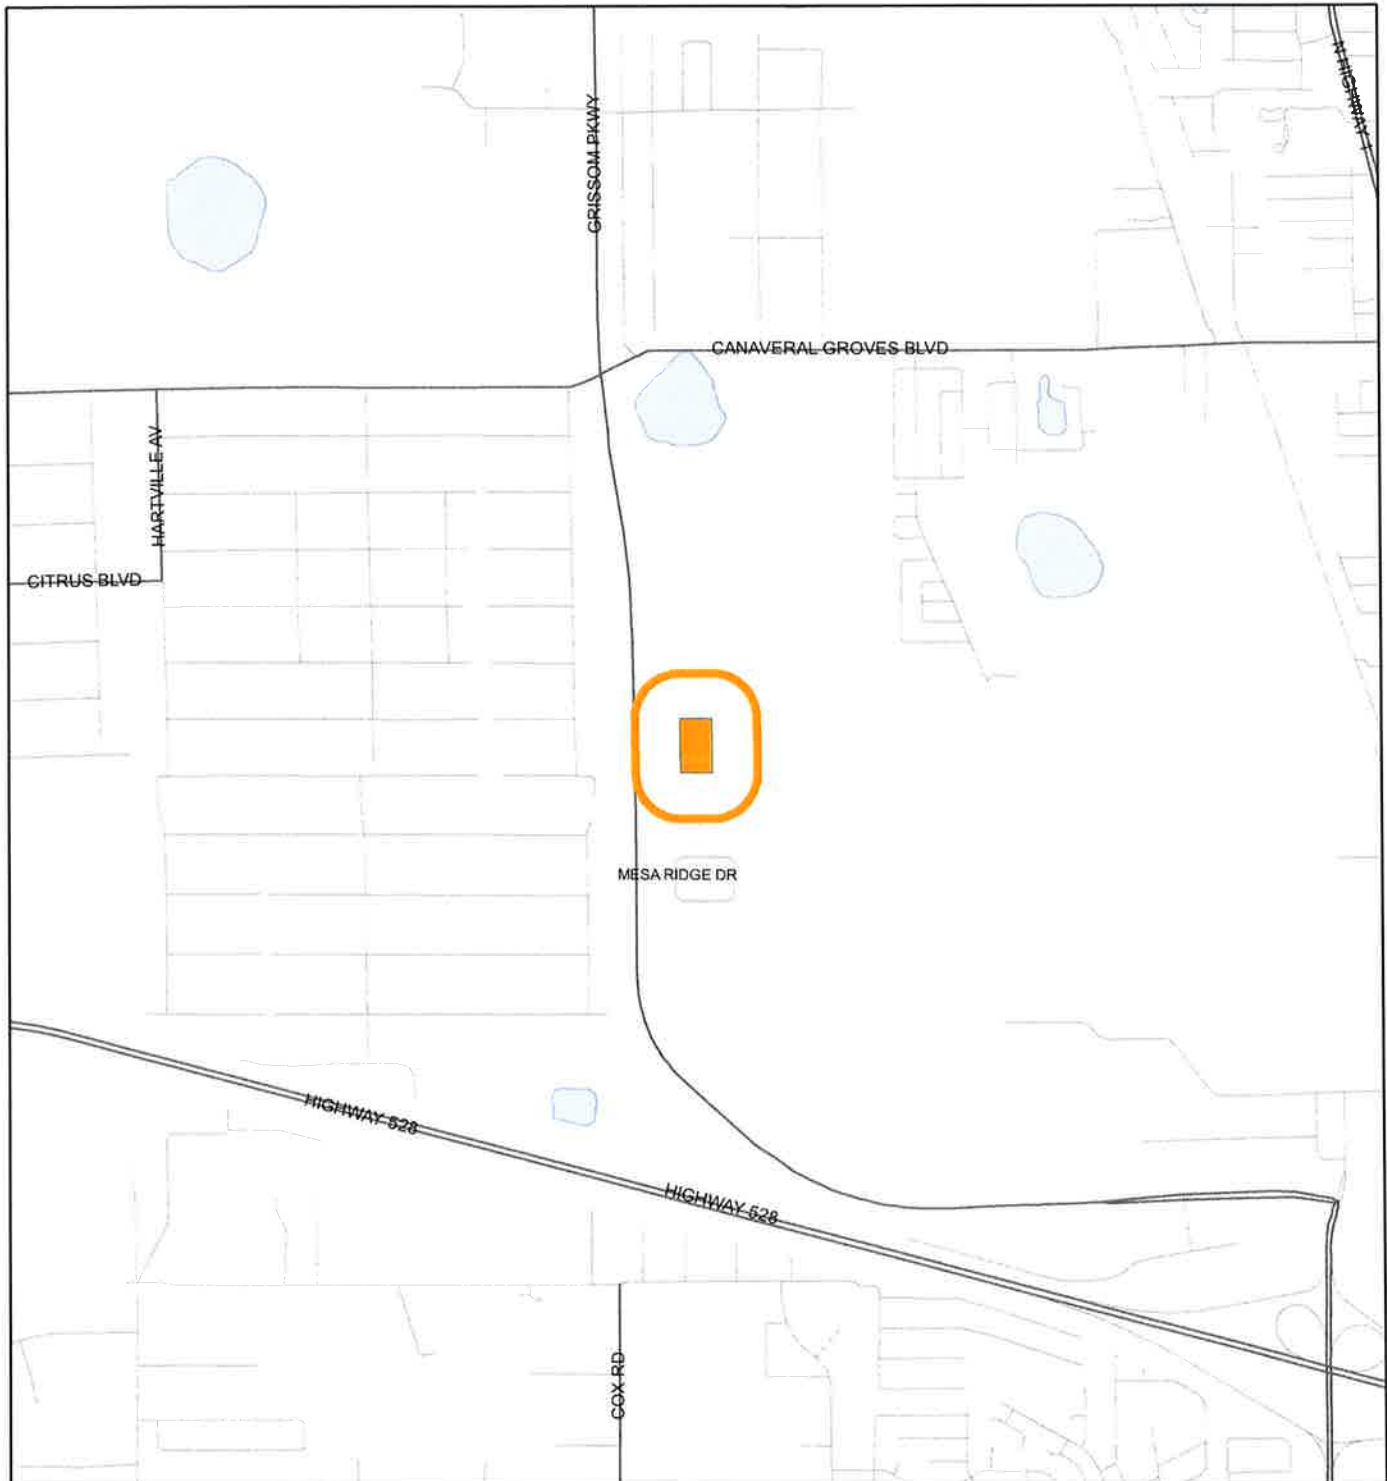 N HIGHWAY 1
GRISSOM PKWY
CANAVERAL GROVES BLVD
HARTVILLE AV
CITRUS BLVD
MESA RIDGE DR
HIGHWAY 528
HIGHWAY 528
COX RD